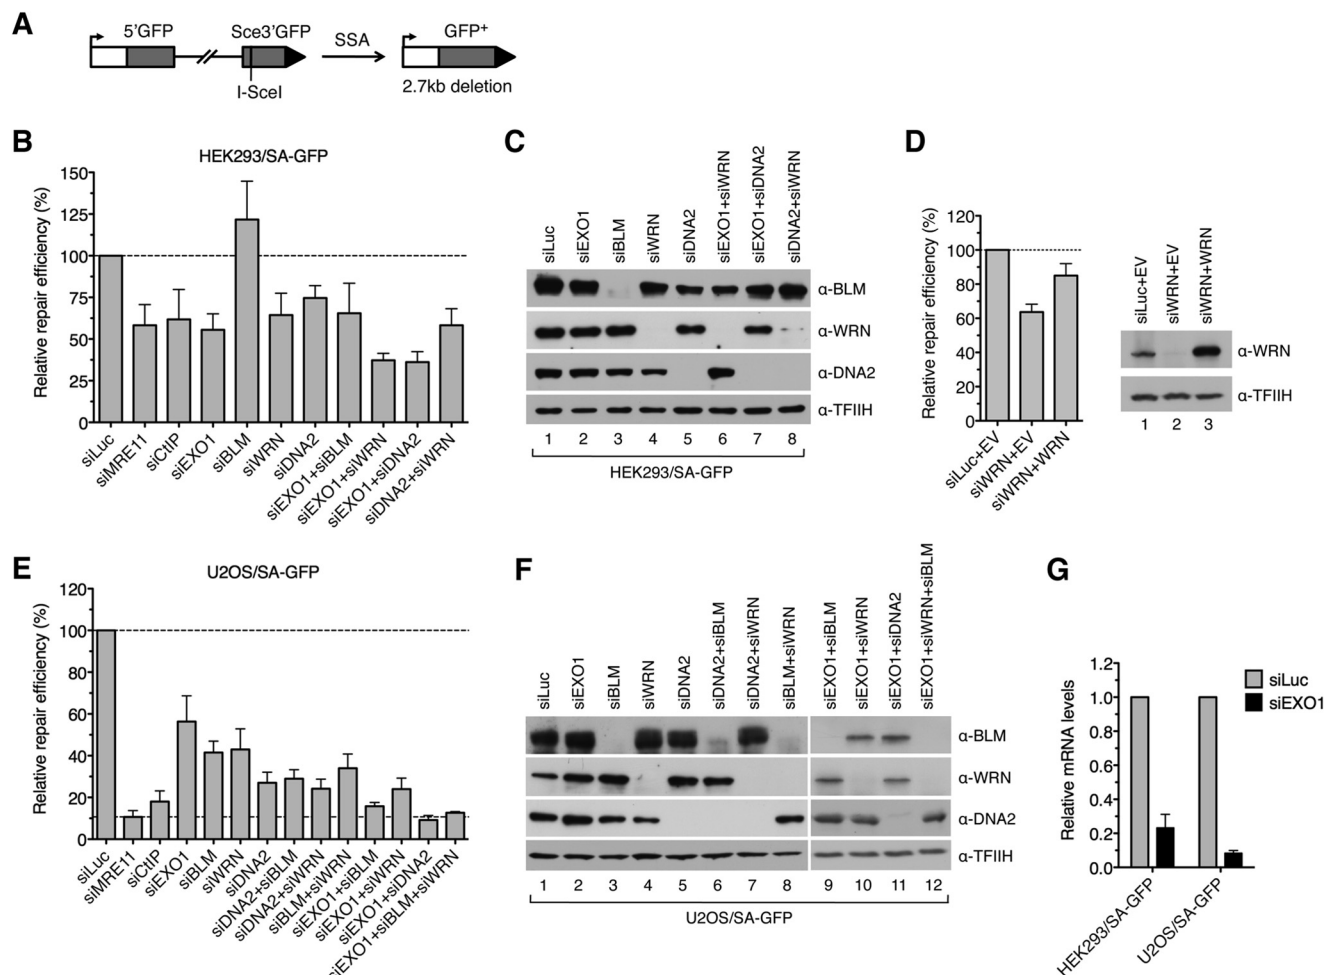 A
5'GFP
Sce3'GFP
I-SceI
SSA
GFP+
2.7kb deletion
B
HEK293/SA-GFP
Relative repair efficiency (%)
150
125
100
75
50
25
0
siLuc
siMRE11
siCtIP
siEXO1
siBLM
siWRN
siDNA2
siEXO1+siBLM
siEXO1+siWRN
siEXO1+siDNA2
siDNA2+siWRN
C
siLuc
siEXO1
siBLM
siWRN
siDNA2
siEXO1+siWRN
siEXO1+siDNA2
siDNA2+siWRN
α-BLM
α-WRN
α-DNA2
α-TFIIH
1 2 3 4 5 6 7 8
HEK293/SA-GFP
D
Relative repair efficiency (%)
120
100
80
60
40
20
0
siLuc+EV
siWRN+EV
siWRN+WRN
siLuc+EV
siWRN+EV
siWRN+WRN
α-WRN
α-TFIIH
1 2 3
E
U2OS/SA-GFP
Relative repair efficiency (%)
120
100
80
60
40
20
0
siLuc
siMRE11
siCtIP
siEXO1
siBLM
siWRN
siDNA2
siDNA2+siBLM
siDNA2+siWRN
siBLM+siWRN
siEXO1+siBLM
siEXO1+siWRN
siEXO1+siDNA2
siEXO1+siBLM+siWRN
F
siLuc
siEXO1
siBLM
siWRN
siDNA2
siDNA2+siBLM
siDNA2+siWRN
siBLM+siWRN
siEXO1+siBLM
siEXO1+siWRN
siEXO1+siDNA2
siEXO1+siWRN+siBLM
α-BLM
α-WRN
α-DNA2
α-TFIIH
1 2 3 4 5 6 7 8 9 10 11 12
U2OS/SA-GFP
G
Relative mRNA levels
1.2
1.0
0.8
0.6
0.4
0.2
0.0
siLuc
siEXO1
HEK293/SA-GFP
U2OS/SA-GFP